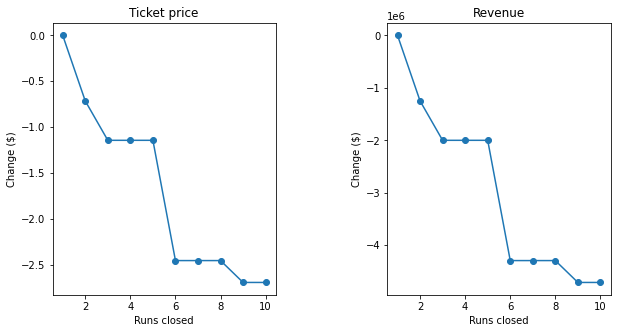 Ticket price
Change ($)
0.0
−0.5
−1.0
−1.5
−2.0
−2.5
2 4 6 8 10
Runs closed
Revenue
1e6
Change ($)
0
−1
−2
−3
−4
2 4 6 8 10
Runs closed